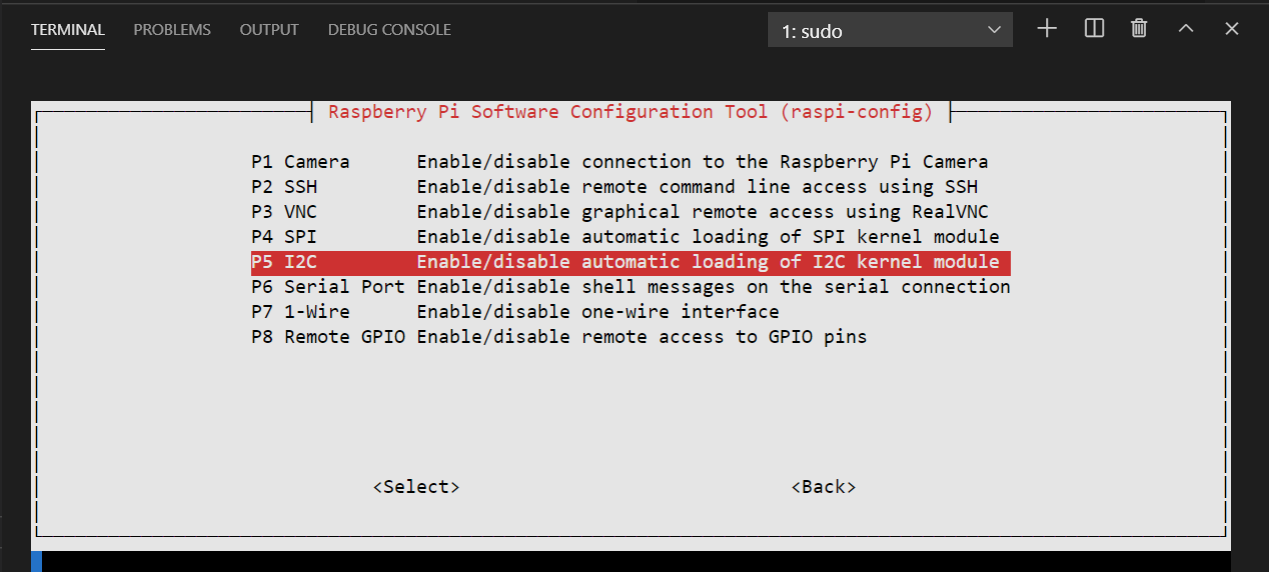 TERMINAL PROBLEMS OUTPUT DEBUG CONSOLE 1: sudo
Raspberry Pi Software Configuration Tool (raspi-config)
P1 Camera Enable/disable connection to the Raspberry Pi Camera
P2 SSH Enable/disable remote command line access using SSH
P3 VNC Enable/disable graphical remote access using RealVNC
P4 SPI Enable/disable automatic loading of SPI kernel module
P5 I2C Enable/disable automatic loading of I2C kernel module
P6 Serial Port Enable/disable shell messages on the serial connection
P7 1-Wire Enable/disable one-wire interface
P8 Remote GPIO Enable/disable remote access to GPIO pins
<Select> <Back>